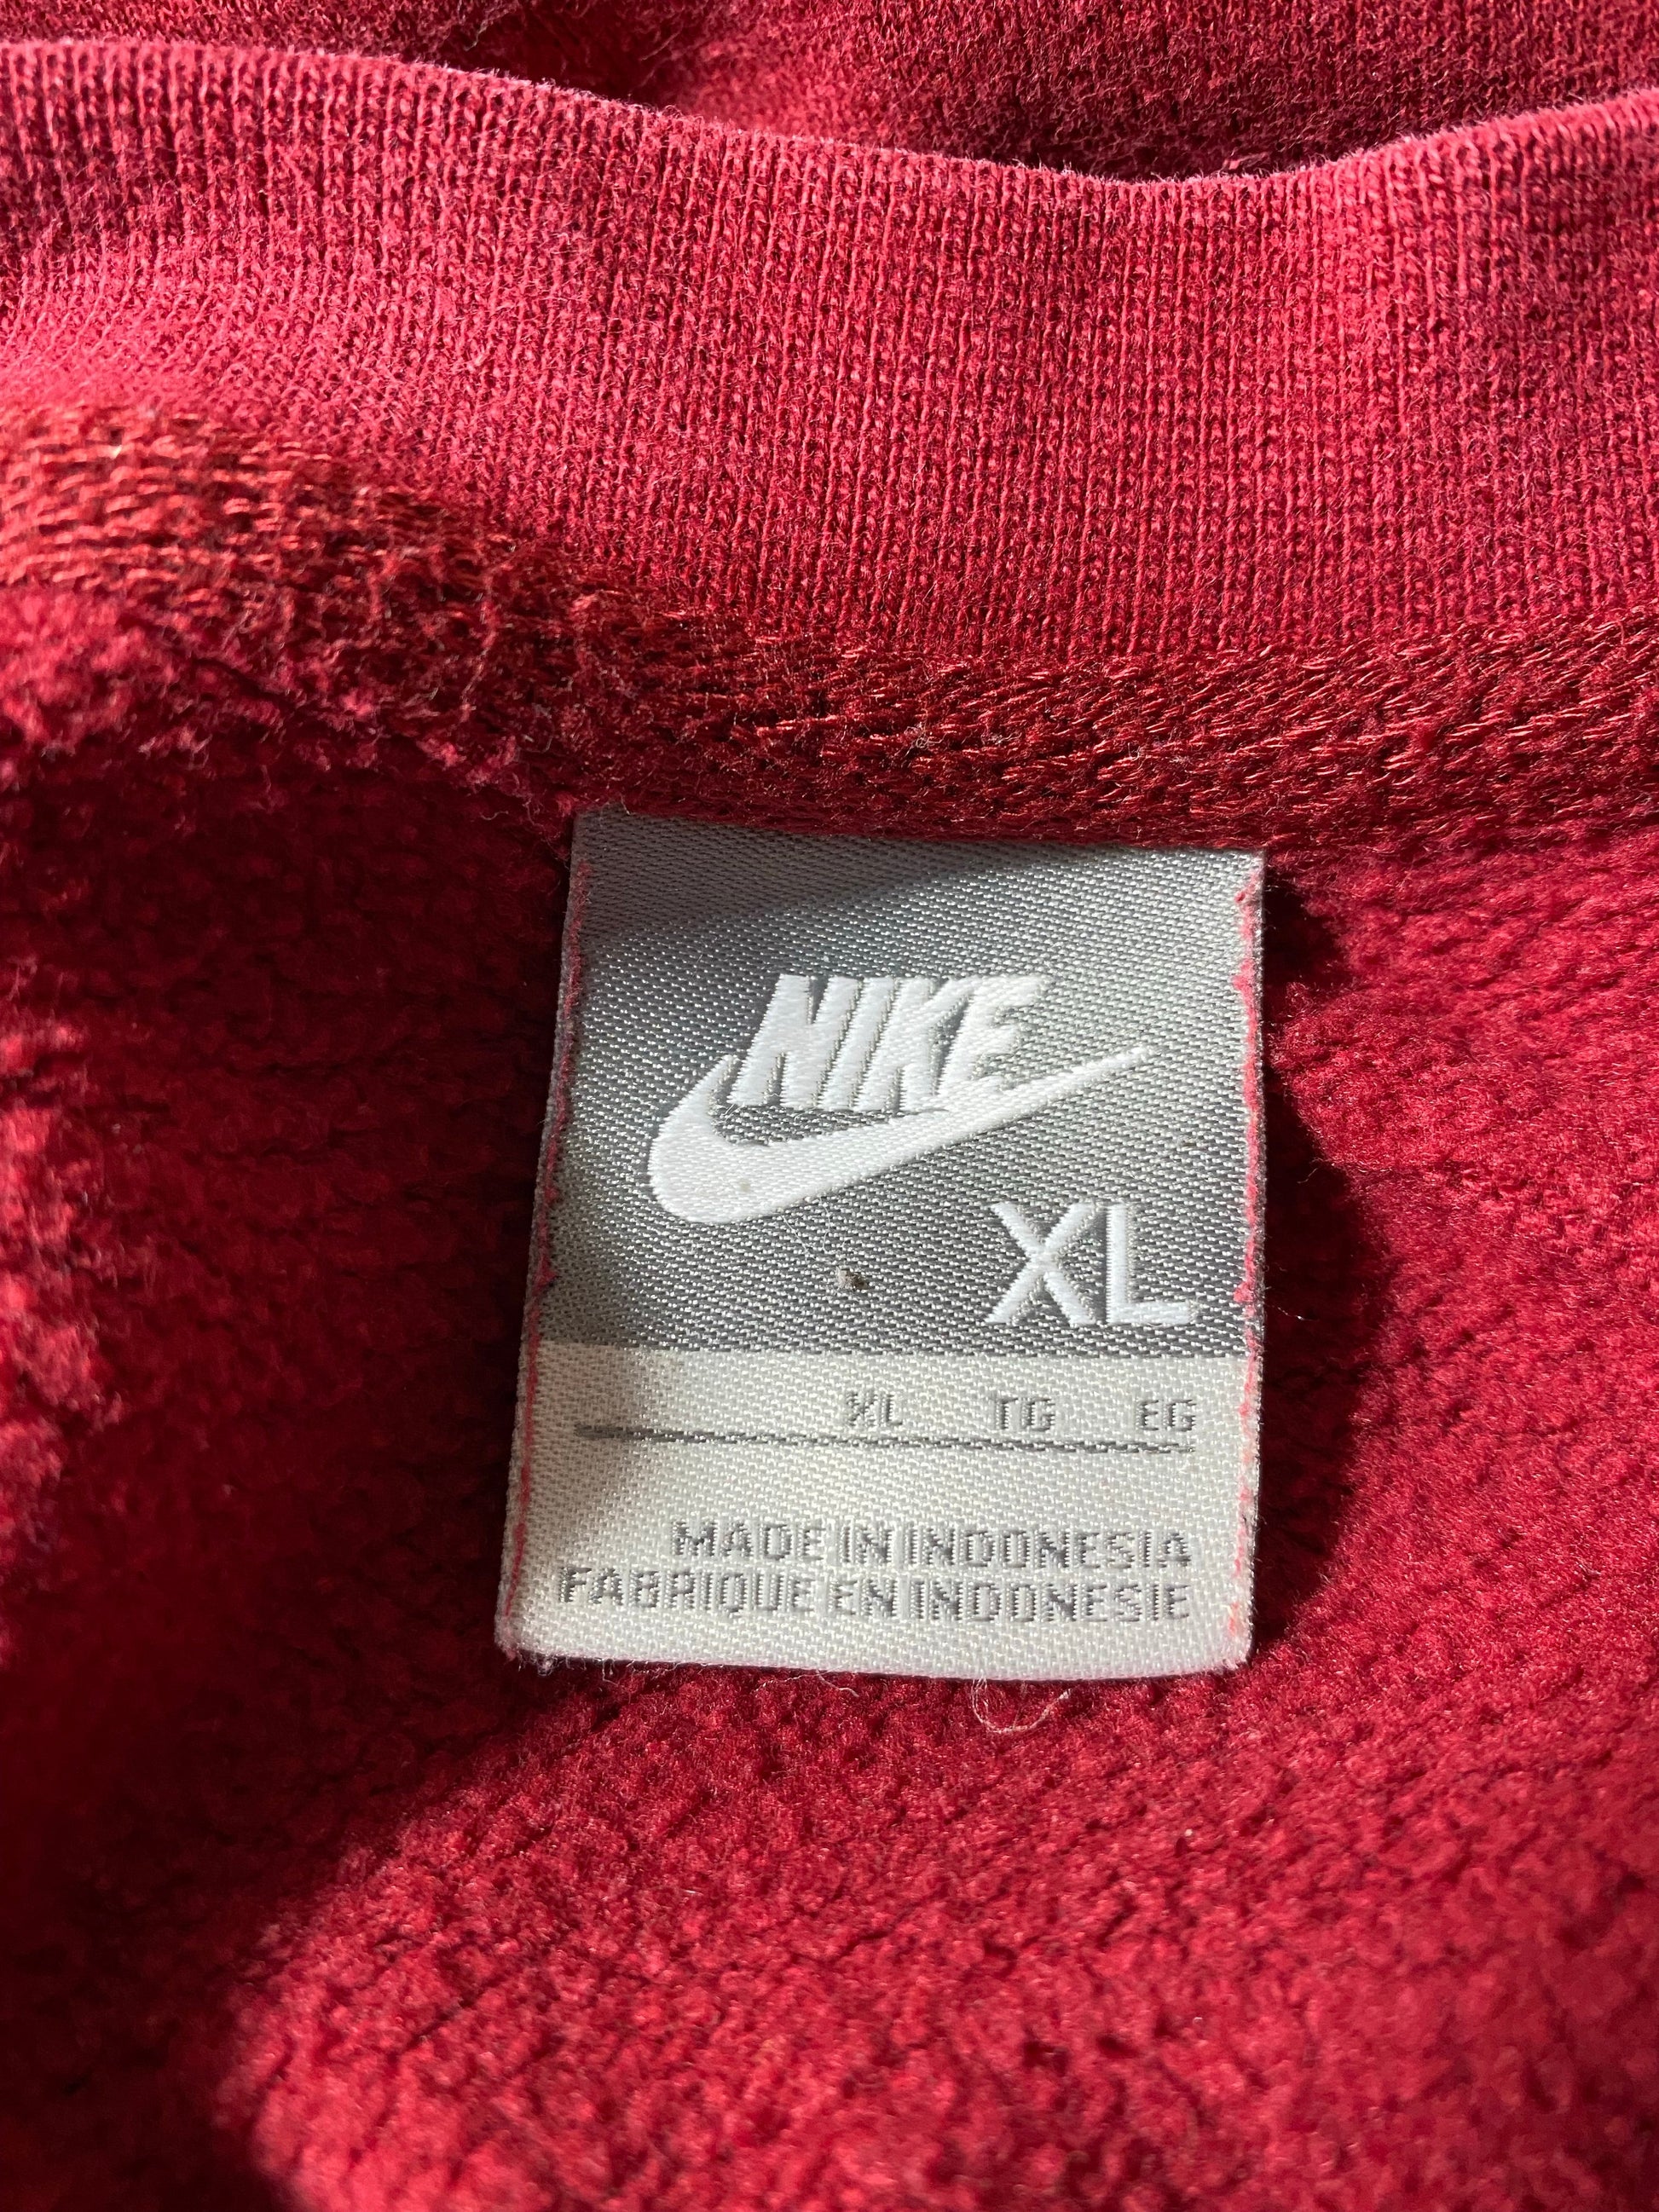 NIKE
XL
XL TG EG
MADE IN INDONESIA
FABRIQUE EN INDONESIE